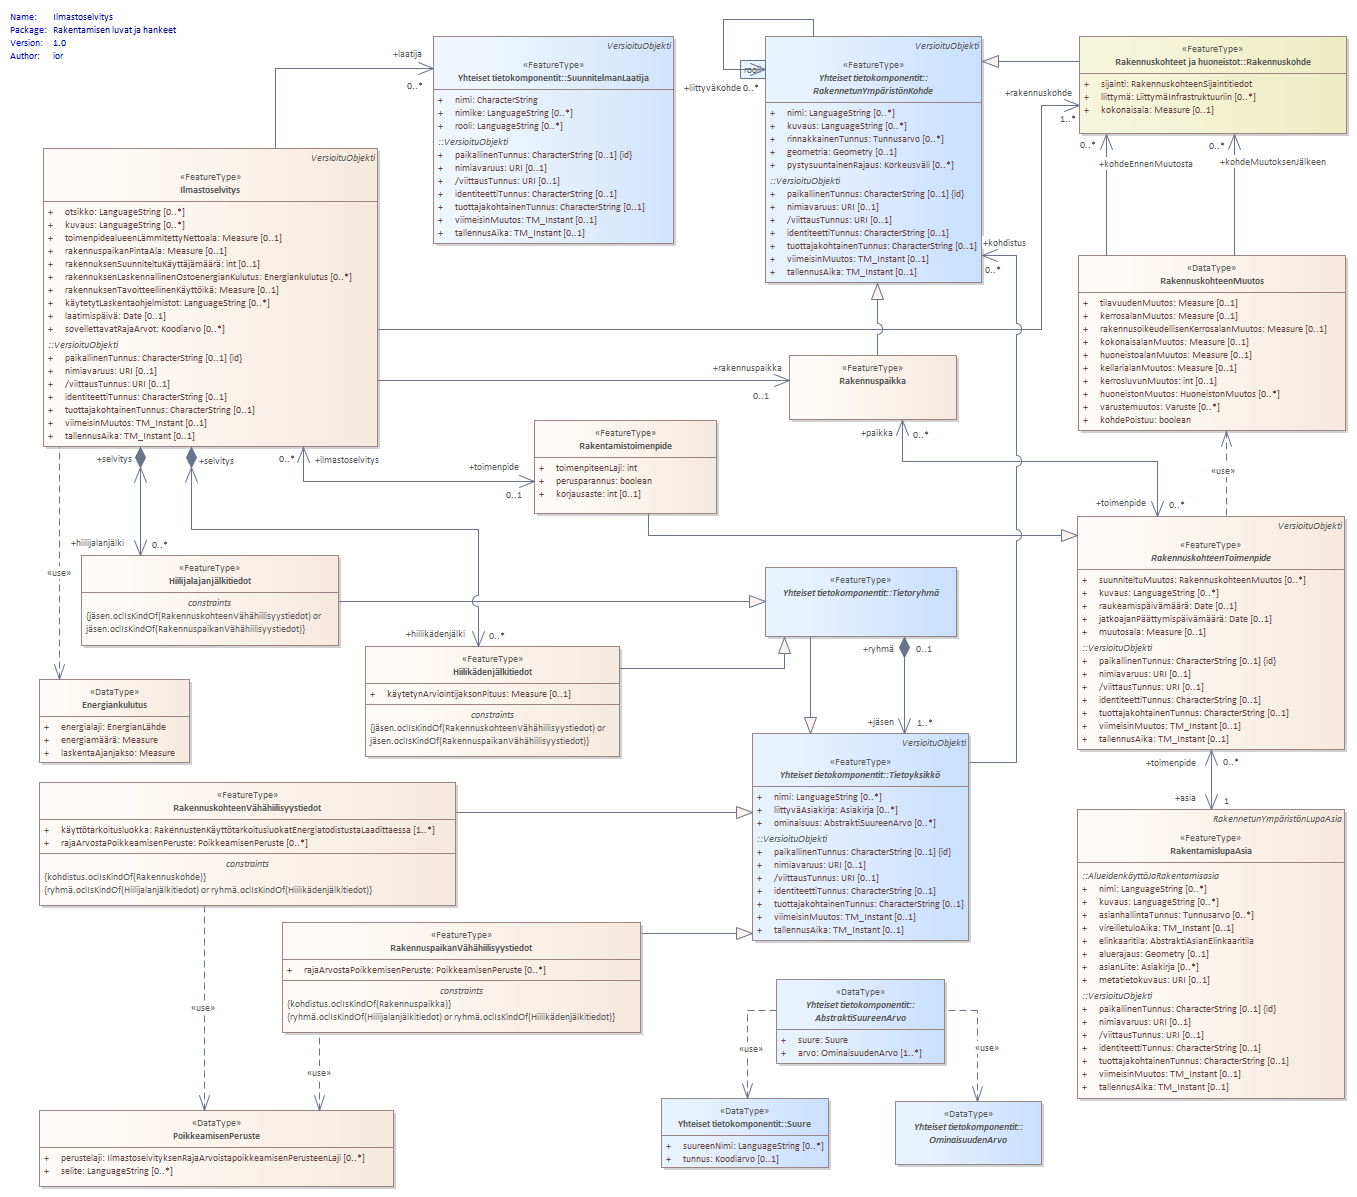 Name: Ilmastoselvitys
Package: Rakentamisen luvat ja hankeet
Version: 1.0
Author: ior
+laatija
0..*
VersioituObjekti
«FeatureType»
Yhteiset tietokomponentit::SuunnitelmanLaatija
+ nimi: CharacterString
+ nimike: LanguageString [0..*]
+ rooli: LanguageString [0..*]
::VersioituObjekti
+ paikallinenTunnus: CharacterString [0..1] {id}
+ nimiavaruus: URI [0..1]
+ /viittausTunnus: URI [0..1]
+ identiteettiTunnus: CharacterString [0..1]
+ tuottajakohtainenTunnus: CharacterString [0..1]
+ viimeisinMuutos: TM_Instant [0..1]
+ tallennusAika: TM_Instant [0..1]
+liittyväKohde 0..*
VersioituObjekti
«FeatureType»
Yhteiset tietokomponentit::
RakennetunYmpäristönKohde
+ nimi: LanguageString [0..*]
+ kuvaus: LanguageString [0..*]
+ rinnakkainenTunnus: Tunnusarvo [0..*]
+ geometria: Geometry [0..1]
+ pystysuuntainenRajaus: Korkeusväli [0..*]
::VersioituObjekti
+ paikallinenTunnus: CharacterString [0..1] {id}
+ nimiavaruus: URI [0..1]
+ /viittausTunnus: URI [0..1]
+ identiteettiTunnus: CharacterString [0..1]
+ tuottajakohtainenTunnus: CharacterString [0..1]
+ viimeisinMuutos: TM_Instant [0..1]
+ tallennusAika: TM_Instant [0..1]
+kohdistus
0..*
«FeatureType»
Rakennuskohteet ja huoneistot::Rakennuskohde
+ sijainti: RakennuskohteenSijaintitiedot
+ liittymä: LiittymäInfrastruktuuriin [0..*]
+ kokonaisala: Measure [0..1]
+rakennuskohde
1..*
0..*
+kohdeEnnenMuutosta
0..*
+kohdeMuutoksenJälkeen
VersioituObjekti
«FeatureType»
Ilmastoselvitys
+ otsikko: LanguageString [0..*]
+ kuvaus: LanguageString [0..*]
+ toimenpidealueenLämmitettyNettoala: Measure [0..1]
+ rakennuspaikanPintaAla: Measure [0..1]
+ rakennuksenSuunniteltuKäyttäjämäärä: int [0..1]
+ rakennuksenLaskennallinenOstoenergianKulutus: Energiankulutus [0..*]
+ rakennuksenTavoitteellinenKäyttöikä: Measure [0..1]
+ käytetytLaskentaohjelmistot: LanguageString [0..*]
+ laatimispäivä: Date [0..1]
+ sovellettavatRajaArvot: Koodiarvo [0..*]
::VersioituObjekti
+ paikallinenTunnus: CharacterString [0..1] {id}
+ nimiavaruus: URI [0..1]
+ /viittausTunnus: URI [0..1]
+ identiteettiTunnus: CharacterString [0..1]
+ tuottajakohtainenTunnus: CharacterString [0..1]
+ viimeisinMuutos: TM_Instant [0..1]
+ tallennusAika: TM_Instant [0..1]
«DataType»
RakennuskohteenMuutos
+ tilavuudenMuutos: Measure [0..1]
+ kerrosalanMuutos: Measure [0..1]
+ rakennusoikeudellisenKerrosalanMuutos: Measure [0..1]
+ kokonaisalanMuutos: Measure [0..1]
+ huoneistoalanMuutos: Measure [0..1]
+ kellarialanMuutos: Measure [0..1]
+ kerrosluvunMuutos: int [0..1]
+ huoneistonMuutos: HuoneistonMuutos [0..*]
+ varustemuutos: Varuste [0..*]
+ kohdePoistuu: boolean
+rakennuspaikka
0..1
«FeatureType»
Rakennuspaikka
+paikka
0..*
«FeatureType»
Rakentamistoimenpide
+ toimenpiteenLaji: int
+ perusparannus: boolean
+ korjausaste: int [0..1]
+selvitys
+selvitys
0..*
+ilmastoselvitys
+toimenpide
0..1
«use»
+toimenpide
0..*
VersioituObjekti
«FeatureType»
RakennuskohteenToimenpide
+ suunniteltuMuutos: RakennuskohteenMuutos [0..*]
+ kuvaus: LanguageString [0..*]
+ raukeamispäivämäärä: Date [0..1]
+ jatkoajanPäättymispäivämäärä: Date [0..1]
+ muutosala: Measure [0..1]
::VersioituObjekti
+ paikallinenTunnus: CharacterString [0..1] {id}
+ nimiavaruus: URI [0..1]
+ /viittausTunnus: URI [0..1]
+ identiteettiTunnus: CharacterString [0..1]
+ tuottajakohtainenTunnus: CharacterString [0..1]
+ viimeisinMuutos: TM_Instant [0..1]
+ tallennusAika: TM_Instant [0..1]
+hiilijalanjälki
0..*
«use»
«FeatureType»
Hiilijalajanjälkitiedot
constraints
{jäsen.oclIsKindOf(RakennuskohteenVähähiilisyystiedot) or
jäsen.oclIsKindOf(RakennuspaikanVähähiilisyystiedot)}
+hiilikädenjälki
0..*
«FeatureType»
Yhteiset tietokomponentit::Tietoryhmä
+ryhmä
0..1
+jäsen
1..*
«FeatureType»
Hiilikädenjälkitiedot
+ käytetynArviointijaksonPituus: Measure [0..1]
constraints
{jäsen.oclIsKindOf(RakennuskohteenVähähiilisyystiedot) or
jäsen.oclIsKindOf(RakennuspaikanVähähiilisyystiedot)}
«DataType»
Energiankulutus
+ energialaji: EnergianLähde
+ energiamäärä: Measure
+ laskentaAjanjakso: Measure
VersioituObjekti
«FeatureType»
Yhteiset tietokomponentit::Tietoyksikkö
+ nimi: LanguageString [0..*]
+ liittyväAsiakirja: Asiakirja [0..*]
+ ominaisuus: AbstraktiSuureenArvo [0..*]
::VersioituObjekti
+ paikallinenTunnus: CharacterString [0..1] {id}
+ nimiavaruus: URI [0..1]
+ /viittausTunnus: URI [0..1]
+ identiteettiTunnus: CharacterString [0..1]
+ tuottajakohtainenTunnus: CharacterString [0..1]
+ viimeisinMuutos: TM_Instant [0..1]
+ tallennusAika: TM_Instant [0..1]
+toimenpide
0..*
+asia
1
RakennetunYmpäristönLupaAsia
«FeatureType»
RakentamislupaAsia
::AlueidenkäyttöJaRakentamisasia
+ nimi: LanguageString [0..*]
+ kuvaus: LanguageString [0..*]
+ asianhallintaTunnus: Tunnusarvo [0..*]
+ vireilletuloAika: TM_Instant [0..1]
+ elinkaaritila: AbstraktiAsianElinkaaritila
+ aluerajaus: Geometry [0..1]
+ asianLiite: Asiakirja [0..*]
+ metatietokuvaus: URI [0..1]
::VersioituObjekti
+ paikallinenTunnus: CharacterString [0..1] {id}
+ nimiavaruus: URI [0..1]
+ /viittausTunnus: URI [0..1]
+ identiteettiTunnus: CharacterString [0..1]
+ tuottajakohtainenTunnus: CharacterString [0..1]
+ viimeisinMuutos: TM_Instant [0..1]
+ tallennusAika: TM_Instant [0..1]
«FeatureType»
RakennuskohteenVähähiilisyystiedot
+ käyttötarkoitusluokka: RakennustenKäyttötarkoitusluokatEnergiatodistustaLaadittaessa [1..*]
+ rajaArvostaPoikkeamisenPeruste: PoikkeamisenPeruste [0..*]
constraints
{kohdistus.oclIsKindOf(Rakennuskohde)}
{ryhmä.oclIsKindOf(Hiilijalanjälkitiedot) or ryhmä.oclIsKindOf(Hiilikädenjälkitiedot)}
«FeatureType»
RakennuspaikanVähähiilisyystiedot
+ rajaArvostaPoikkemisenPeruste: PoikkeamisenPeruste [0..*]
constraints
{kohdistus.oclIsKindOf(Rakennuspaikka)}
{ryhmä.oclIsKindOf(Hiilijalanjälkitiedot) or ryhmä.oclIsKindOf(Hiilikädenjälkitiedot)}
«use»
«use»
«DataType»
Yhteiset tietokomponentit::
AbstraktiSuureenArvo
+ suure: Suure
+ arvo: OminaisuudenArvo [1..*]
«use»
«use»
«DataType»
PoikkeamisenPeruste
+ perustelaji: IlmastoselvityksenRajaArvoistapoikkeamisenPerusteenLaji [0..*]
+ selite: LanguageString [0..*]
«DataType»
Yhteiset tietokomponentit::Suure
+ suureenNimi: LanguageString [0..*]
+ tunnus: Koodiarvo [0..1]
«DataType»
Yhteiset tietokomponentit::
OminaisuudenArvo